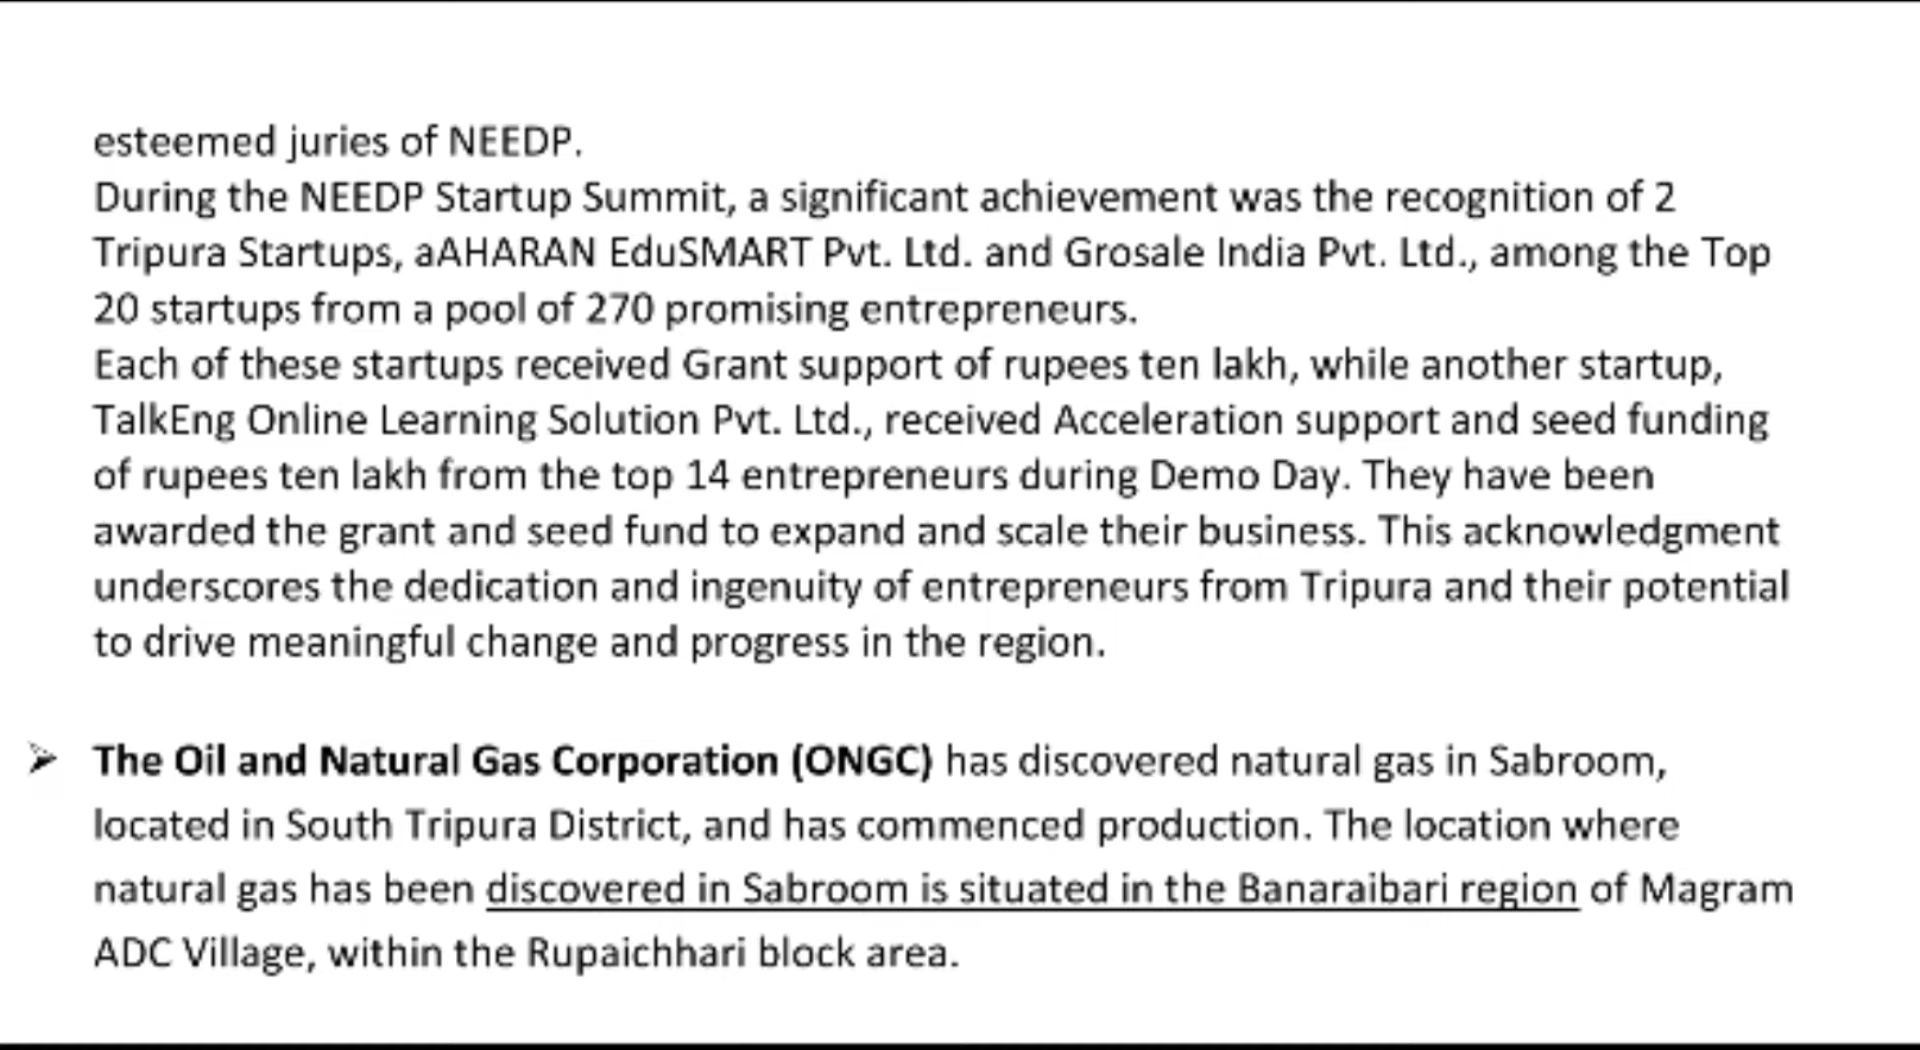 esteemed juries of NEEDP.
During the NEEDP Startup Summit, a significant achievement was the recognition of 2
Tripura Startups, aAHARAN EduSMART Pvt. Ltd. and Grosale India Pvt. Ltd., among the Top
20 startups from a pool of 270 promising entrepreneurs.
Each of these startups received Grant support of rupees ten lakh, while another startup,
TalkEng Online Learning Solution Pvt. Ltd., received Acceleration support and seed funding
of rupees ten lakh from the top 14 entrepreneurs during Demo Day. They have been
awarded the grant and seed fund to expand and scale their business. This acknowledgment
underscores the dedication and ingenuity of entrepreneurs from Tripura and their potential
to drive meaningful change and progress in the region.
➢ The Oil and Natural Gas Corporation (ONGC) has discovered natural gas in Sabroom,
located in South Tripura District, and has commenced production. The location where
natural gas has been discovered in Sabroom is situated in the Banaraibari region of Magram
ADC Village, within the Rupaichhari block area.